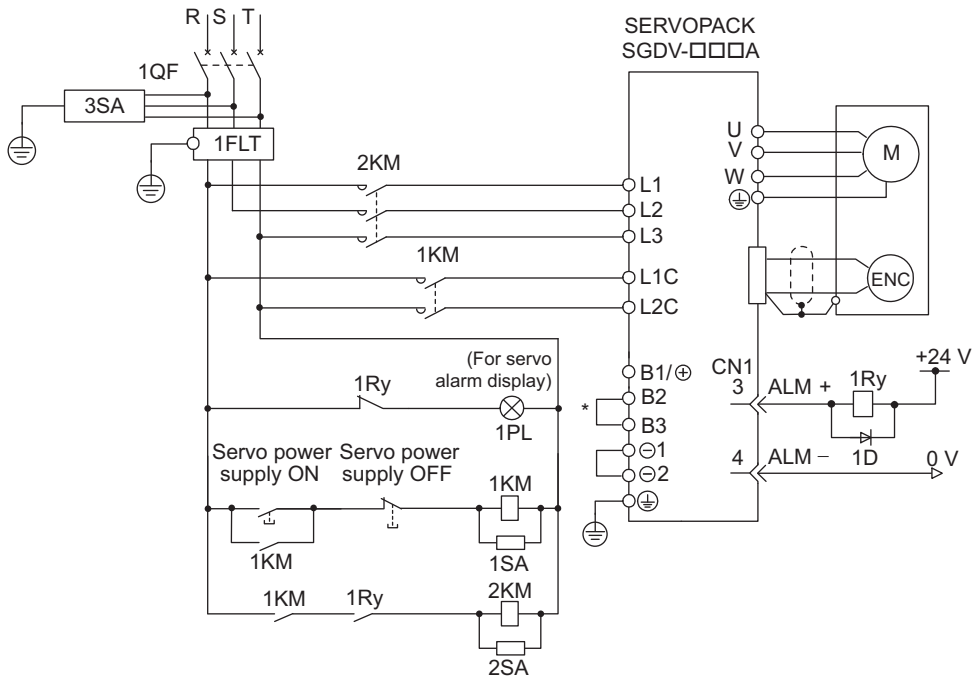 R S T
SERVOPACK
SGDV-□□□A
1QF
3SA
1FLT
2KM
L1
L2
L3
1KM
L1C
L2C
U
V
W
M
ENC
(For servo
alarm display)
1Ry
1PL
B1/⊕
* B2
B3
⊖1
⊖2
CN1
3 ALM +
1Ry
+24 V
1D
4 ALM −
0 V
Servo power
supply ON
Servo power
supply OFF
1KM
1KM
1SA
1KM
1Ry
2KM
2SA